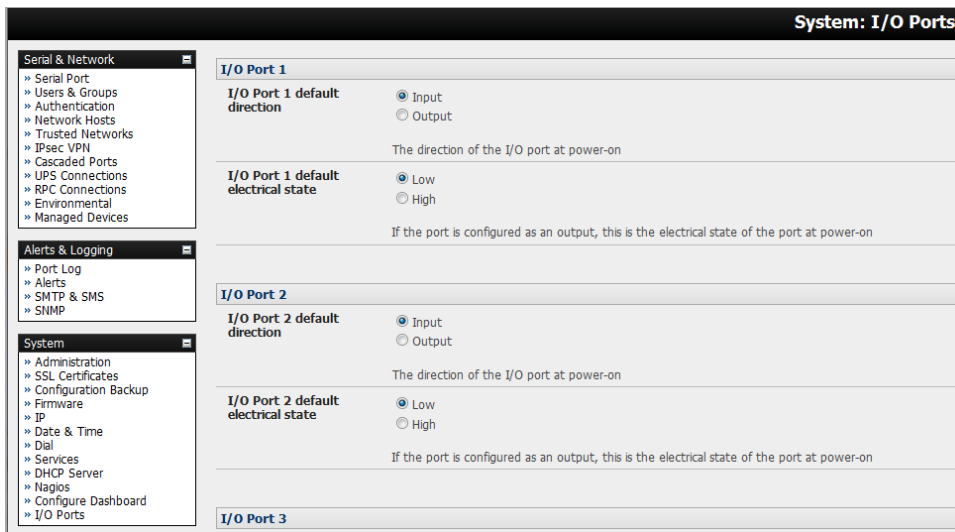 System: I/O Ports
Serial & Network
» Serial Port
» Users & Groups
» Authentication
» Network Hosts
» Trusted Networks
» IPsec VPN
» Cascaded Ports
» UPS Connections
» RPC Connections
» Environmental
» Managed Devices
Alerts & Logging
» Port Log
» Alerts
» SMTP & SMS
» SNMP
System
» Administration
» SSL Certificates
» Configuration Backup
» Firmware
» IP
» Date & Time
» Dial
» Services
» DHCP Server
» Nagios
» Configure Dashboard
» I/O Ports
I/O Port 1
I/O Port 1 default
direction
Input
Output
The direction of the I/O port at power-on
I/O Port 1 default
electrical state
Low
High
If the port is configured as an output, this is the electrical state of the port at power-on
I/O Port 2
I/O Port 2 default
direction
Input
Output
The direction of the I/O port at power-on
I/O Port 2 default
electrical state
Low
High
If the port is configured as an output, this is the electrical state of the port at power-on
I/O Port 3